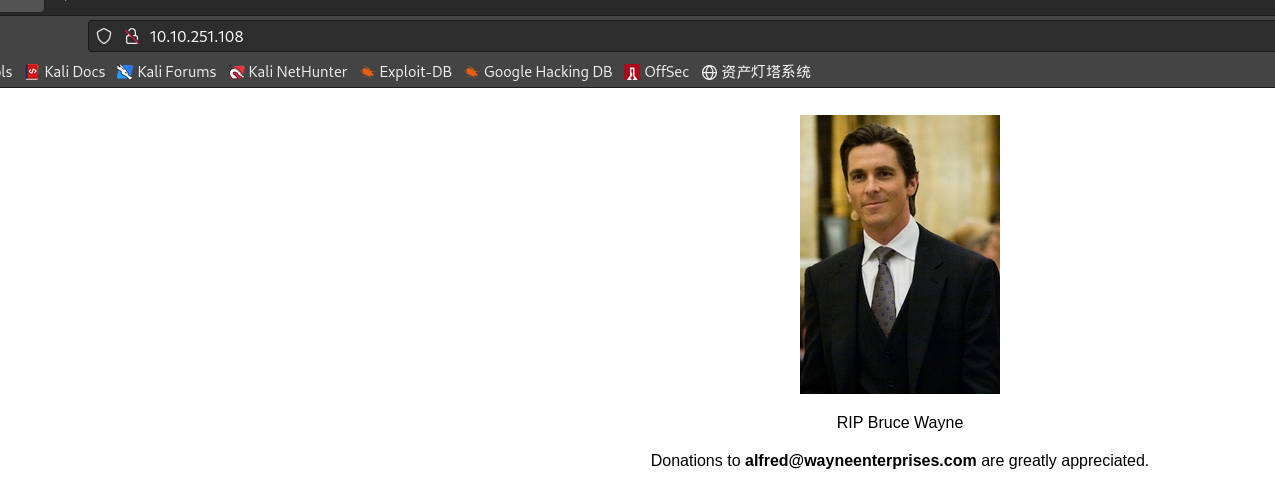 10.10.251.108
ls Kali Docs Kali Forums Kali NetHunter Exploit-DB Google Hacking DB OffSec 资产灯塔系统
RIP Bruce Wayne
Donations to alfred@wayneenterprises.com are greatly appreciated.